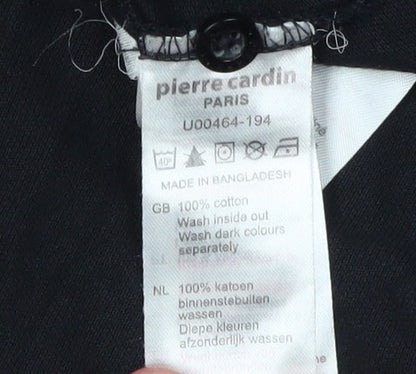 pierre cardin
PARIS
U00464-194
40°
MADE IN BANGLADESH
GB 100% cotton
Wash inside out
Wash dark colours
separately
NL 100% katoen
binnenstebuiten
wassen
Diepe kleuren
afzonderlijk wassen